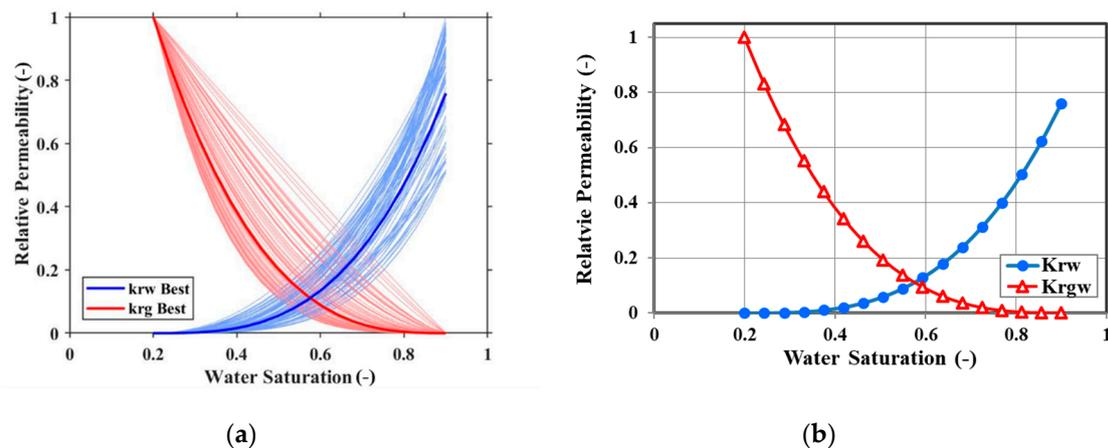 1
0.8
0.6
0.4
0.2
0
Relative Permeability (-)
krw Best
krg Best
0 0.2 0.4 0.6 0.8 1
Water Saturation (-)
(a)
1
0.8
0.6
0.4
0.2
0
Relatvie Permeability (-)
Krw
Krgw
0 0.2 0.4 0.6 0.8 1
Water Saturation (-)
(b)